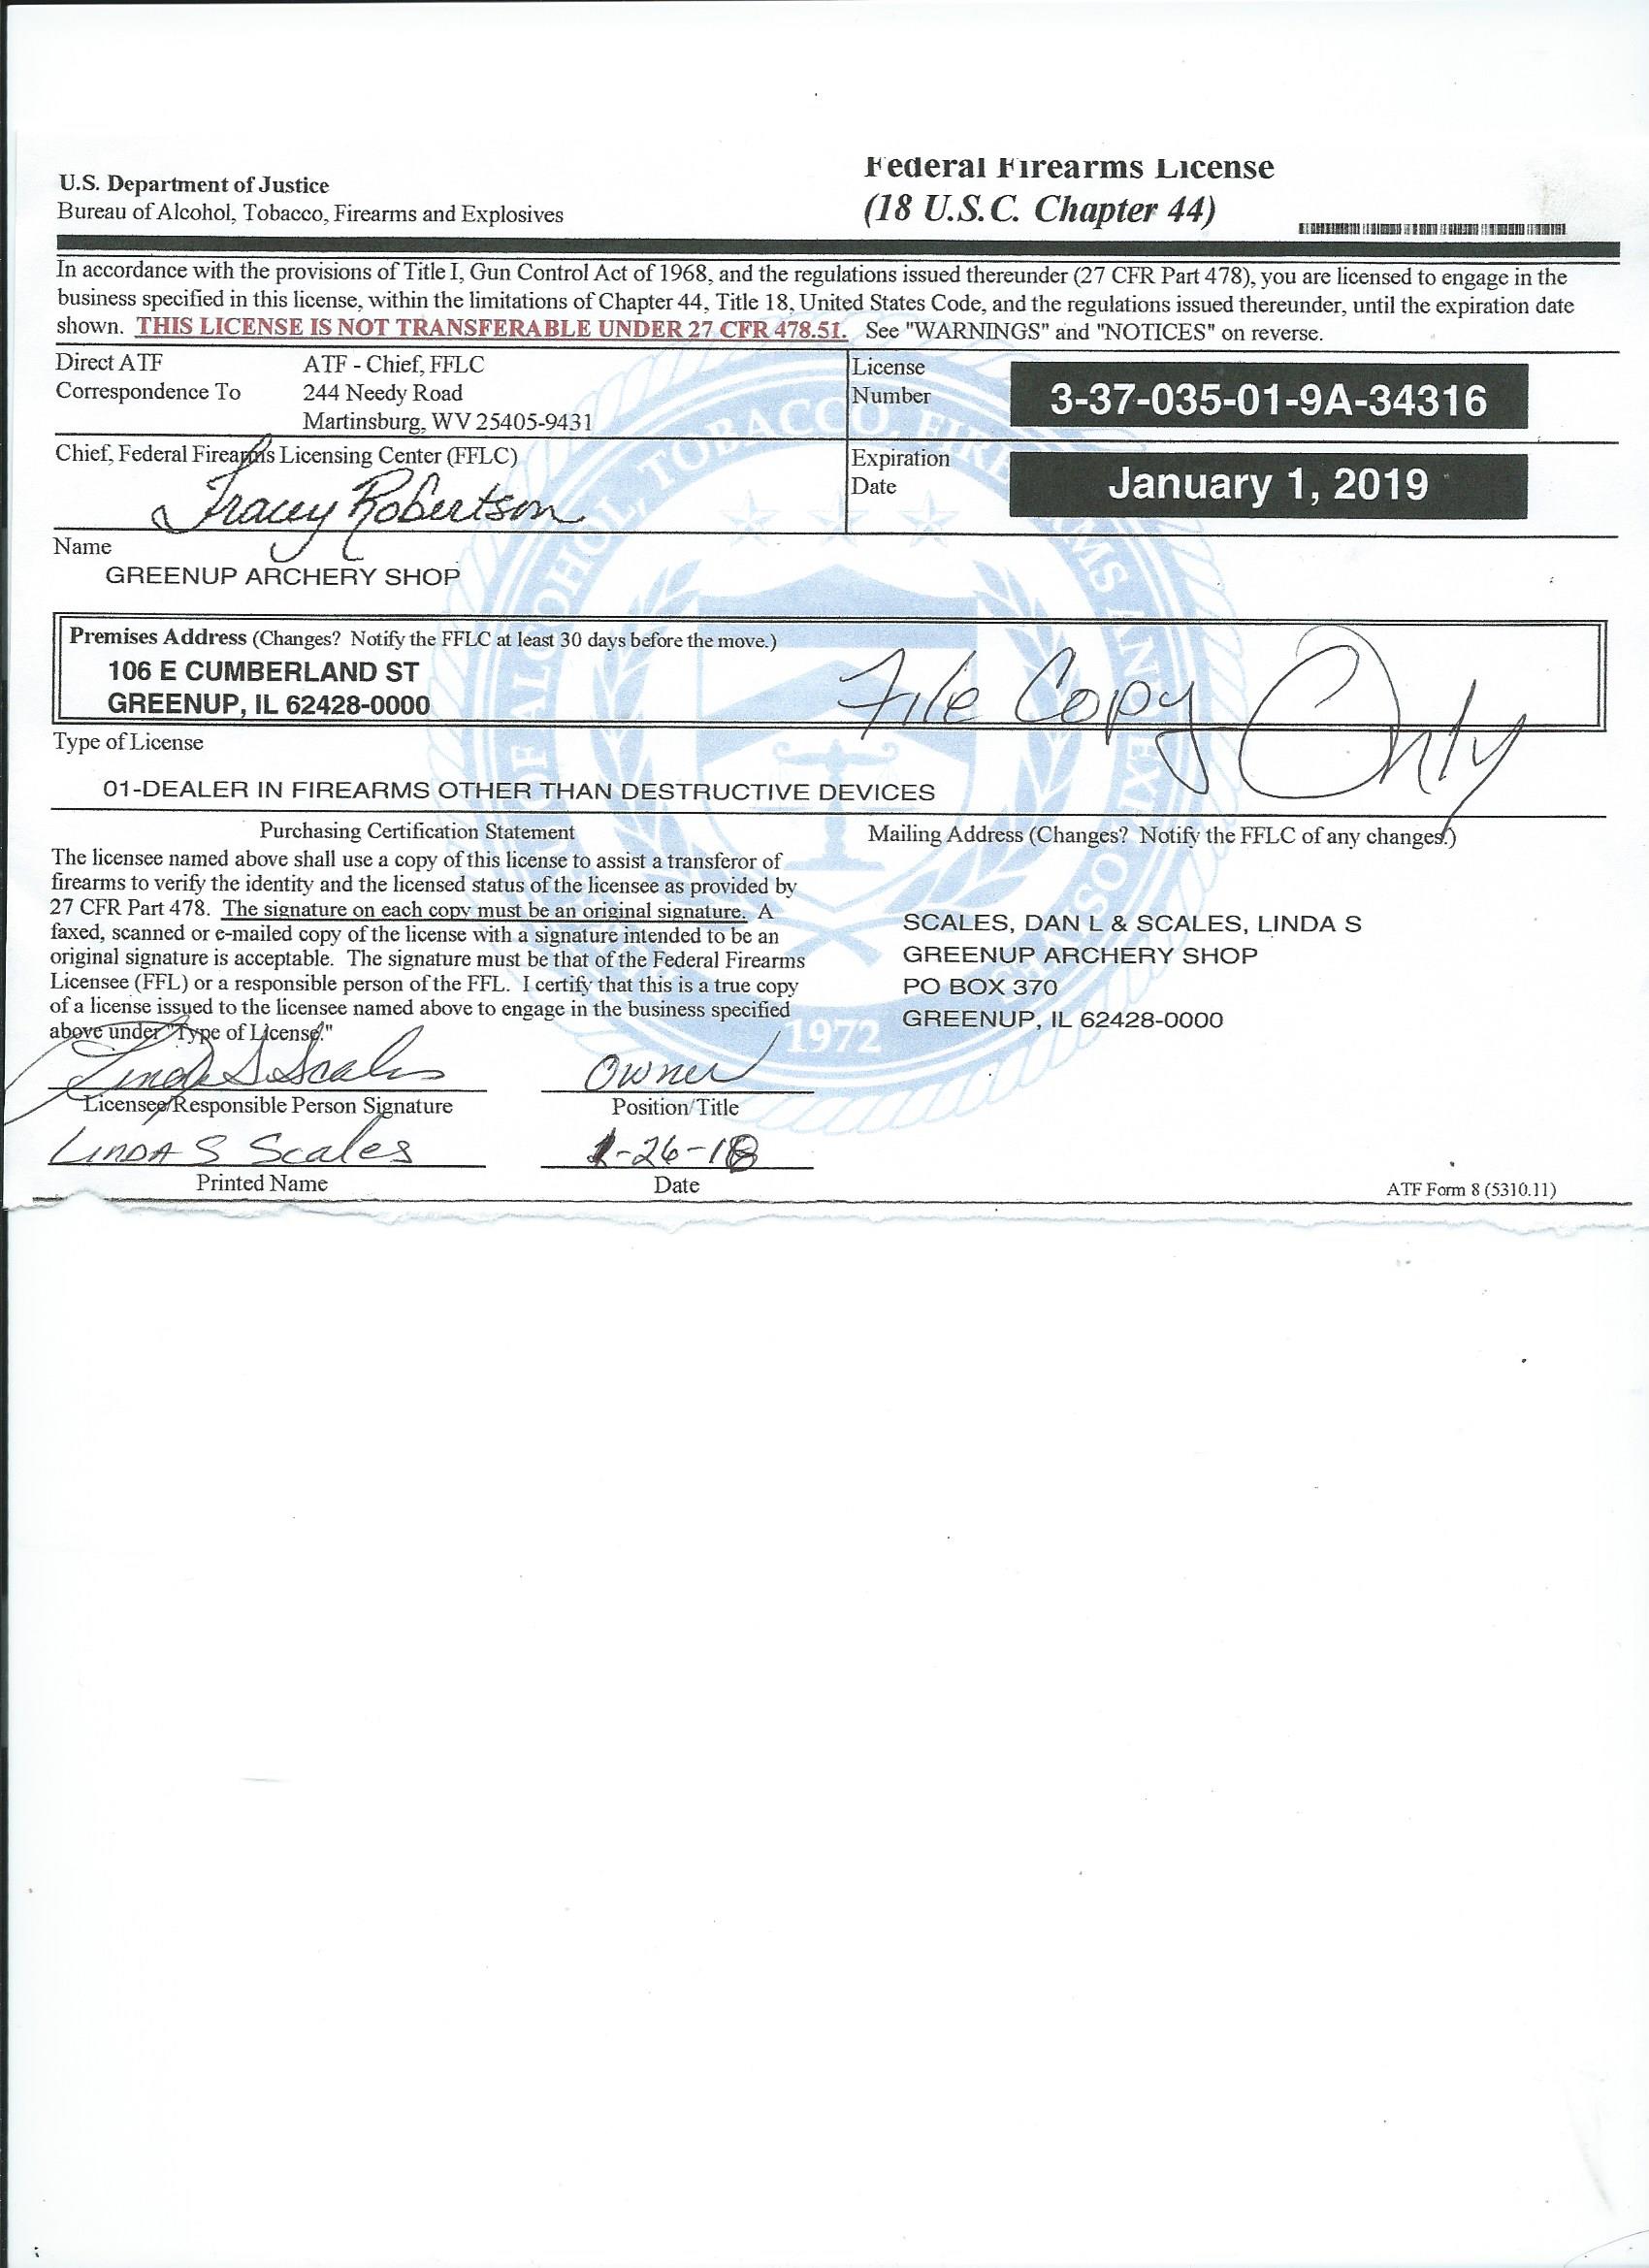 U.S. Department of Justice
Bureau of Alcohol, Tobacco, Firearms and Explosives
Federal Firearms License
(18 U.S.C. Chapter 44)
In accordance with the provisions of Title I, Gun Control Act of 1968, and the regulations issued thereunder (27 CFR Part 478), you are licensed to engage in the
business specified in this license, within the limitations of Chapter 44, Title 18, United States Code, and the regulations issued thereunder, until the expiration date
shown. THIS LICENSE IS NOT TRANSFERABLE UNDER 27 CFR 478.51. See "WARNINGS" and "NOTICES" on reverse.
Direct ATF
Correspondence To
ATF - Chief, FFLC
244 Needy Road
Martinsburg, WV 25405-9431
License
Number
3-37-035-01-9A-34316
Chief, Federal Firearms Licensing Center (FFLC)
Tracey Robertson
Expiration
Date
January 1, 2019
Name
GREENUP ARCHERY SHOP
Premises Address (Changes? Notify the FFLC at least 30 days before the move.)
106 E CUMBERLAND ST
GREENUP, IL 62428-0000
File Copy Only
Type of License
01-DEALER IN FIREARMS OTHER THAN DESTRUCTIVE DEVICES
Purchasing Certification Statement
The licensee named above shall use a copy of this license to assist a transferor of
firearms to verify the identity and the licensed status of the licensee as provided by
27 CFR Part 478. The signature on each copy must be an original signature. A
faxed, scanned or e-mailed copy of the license with a signature intended to be an
original signature is acceptable. The signature must be that of the Federal Firearms
Licensee (FFL) or a responsible person of the FFL. I certify that this is a true copy
of a license issued to the licensee named above to engage in the business specified
above under "Type of License."
Mailing Address (Changes? Notify the FFLC of any changes.)
SCALES, DAN L & SCALES, LINDA S
GREENUP ARCHERY SHOP
PO BOX 370
GREENUP, IL 62428-0000
1972
Linda S Scales
Licensee/Responsible Person Signature
Owner
Position/Title
LINDA S Scales
Printed Name
1-26-18
Date
ATF Form 8 (5310.11)